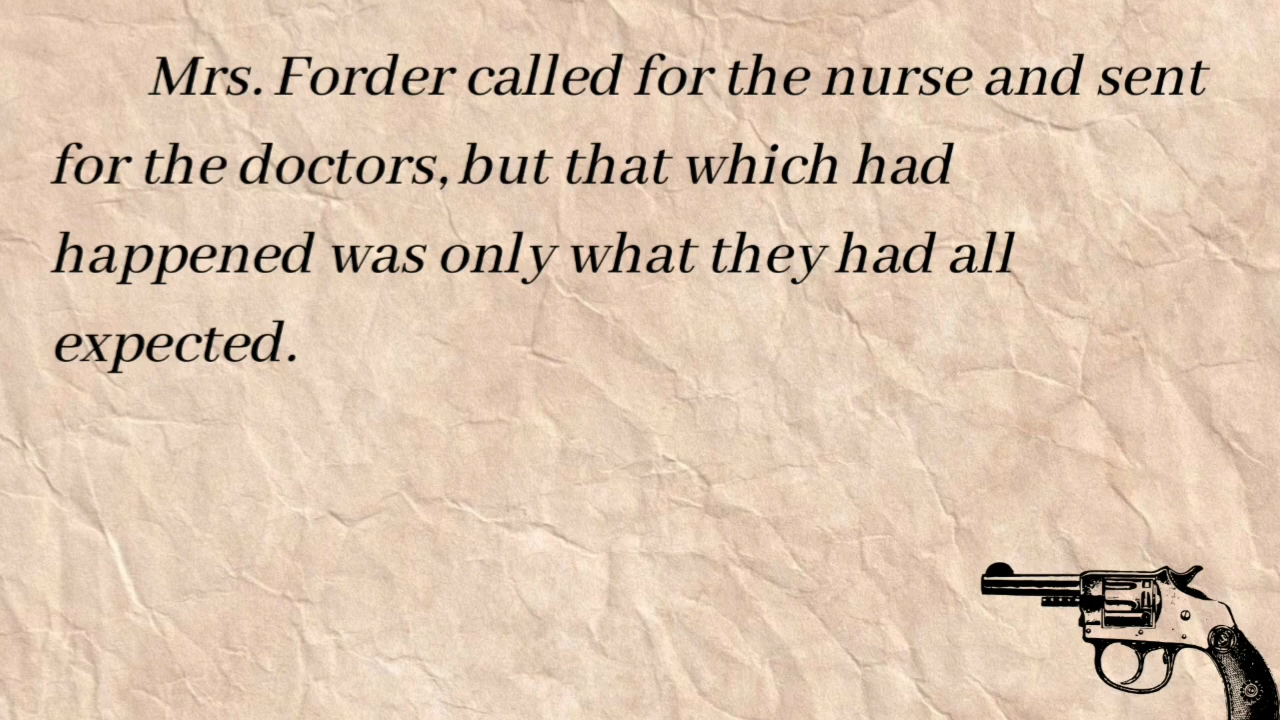 Mrs. Forder called for the nurse and sent
for the doctors, but that which had
happened was only what they had all
expected.